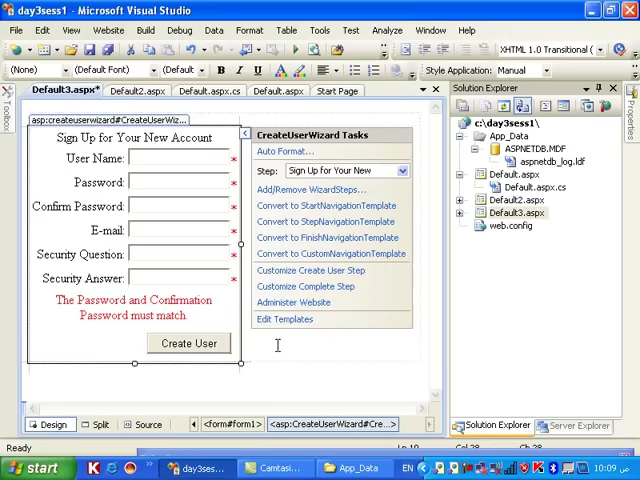 day3sess1 - Microsoft Visual Studio
File Edit View Website Build Debug Data Format Table Tools Test Analyze Window Community Help
XHTML 1.0 Transitional (
(None) (Default Font) (Default B I U A Style Application: Manual
Default3.aspx* Default2.aspx Default.aspx.cs Default.aspx Start Page
Solution Explorer
Toolbox
Properties
asp:createuserwizard#CreateUserWiz...
Sign Up for Your New Account
User Name: *
Password: *
Confirm Password: *
E-mail: *
Security Question: *
Security Answer: *
The Password and Confirmation
Password must match.
Create User
CreateUserWizard Tasks
Auto Format...
Step: Sign Up for Your New
Add/Remove WizardSteps...
Convert to StartNavigationTemplate
Convert to StepNavigationTemplate
Convert to FinishNavigationTemplate
Convert to CustomNavigationTemplate
Customize Create User Step
Customize Complete Step
Administer Website
Edit Templates
c:\day3sess1\
App_Data
ASPNETDB.MDF
aspnetdb_log.ldf
Default.aspx
Default.aspx.cs
Default2.aspx
Default3.aspx
web.config
Design Split Source <form#form1> <asp:CreateUserWizard#Cre...>
Solution Explorer Server Explorer
Ready
Ch 28
start K day3sess1 - ... Camtasi... App_Data EN 10:09 ص